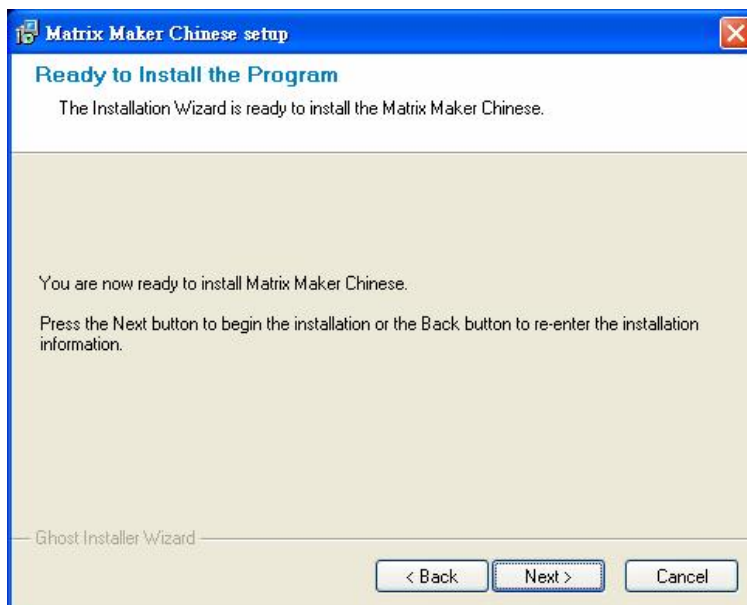 Matrix Maker Chinese setup
Ready to Install the Program
The Installation Wizard is ready to install the Matrix Maker Chinese.
You are now ready to install Matrix Maker Chinese.
Press the Next button to begin the installation or the Back button to re-enter the installation
information.
Ghost Installer Wizard
< Back
Next >
Cancel